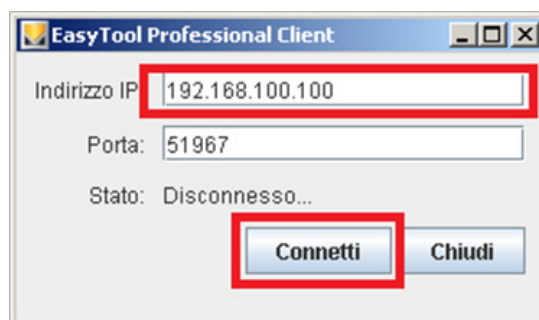 EasyTool Professional Client
Indirizzo IP 192.168.100.100
Porta: 51967
Stato: Disconnesso...
Connetti Chiudi